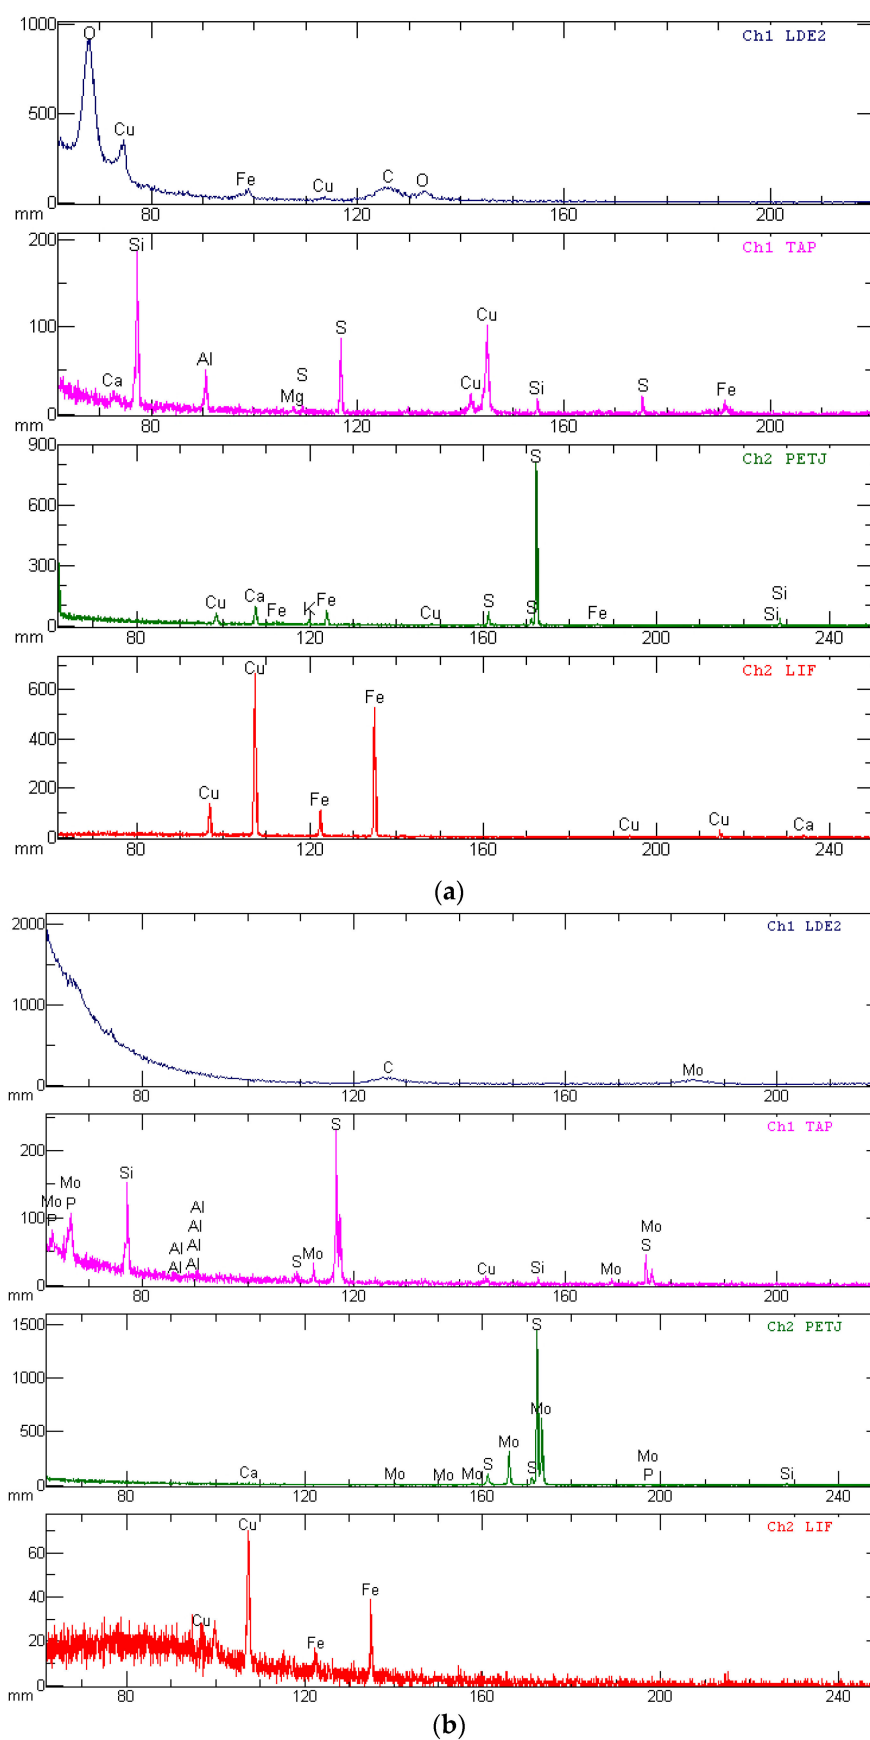 1000
Ch1 LDE2
O
500
Cu
Fe
Cu
C
O
0
mm
80
120
160
200
200
Ch1 TAP
Si
100
S
Cu
Al
Ca
Mg
S
Cu
Si
S
Fe
0
mm
80
120
160
200
900
Ch2 PETJ
S
600
300
Cu
Ca
Fe
K
Fe
Cu
S
S
Fe
Si
Si
0
mm
80
120
160
200
240
Ch2 LIF
Cu
600
Fe
400
200
Cu
Fe
Cu
Cu
Ca
0
mm
80
120
160
200
240
(a)
2000
Ch1 LDE2
1000
C
Mo
0
mm
80
120
160
200
Ch1 TAP
S
200
Si
Mo
P
Mo
P
100
Al
Al
Al
Al
Al
Al
S
Mo
Cu
Si
Mo
Mo
S
0
mm
80
120
160
200
1500
Ch2 PETJ
S
1000
500
Mo
Mo
Ca
Mo
Mo
Mo
S
S
Mo
P
Si
0
mm
80
120
160
200
240
Ch2 LIF
Cu
60
40
Fe
20
Cu
Fe
0
mm
80
120
160
200
240
(b)